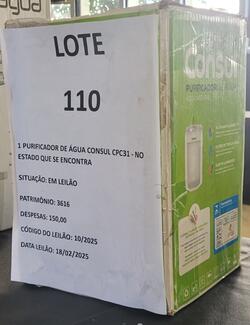 LOTE
110
1 PURIFICADOR DE ÁGUA CONSUL CPC31 - NO
ESTADO QUE SE ENCONTRA
SITUAÇÃO: EM LEILÃO
PATRIMÔNIO: 3616
DESPESAS: 150,00
CÓDIGO DO LEILÃO: 10/2025
DATA LEILÃO: 18/02/2025
Consul
PURIFICADOR